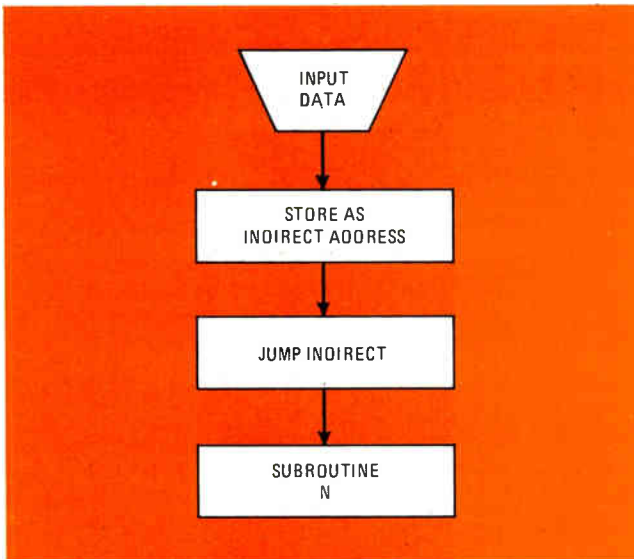 INPUT
DATA
STORE AS
INDIRECT ADDRESS
JUMP INDIRECT
SUBROUTINE
N